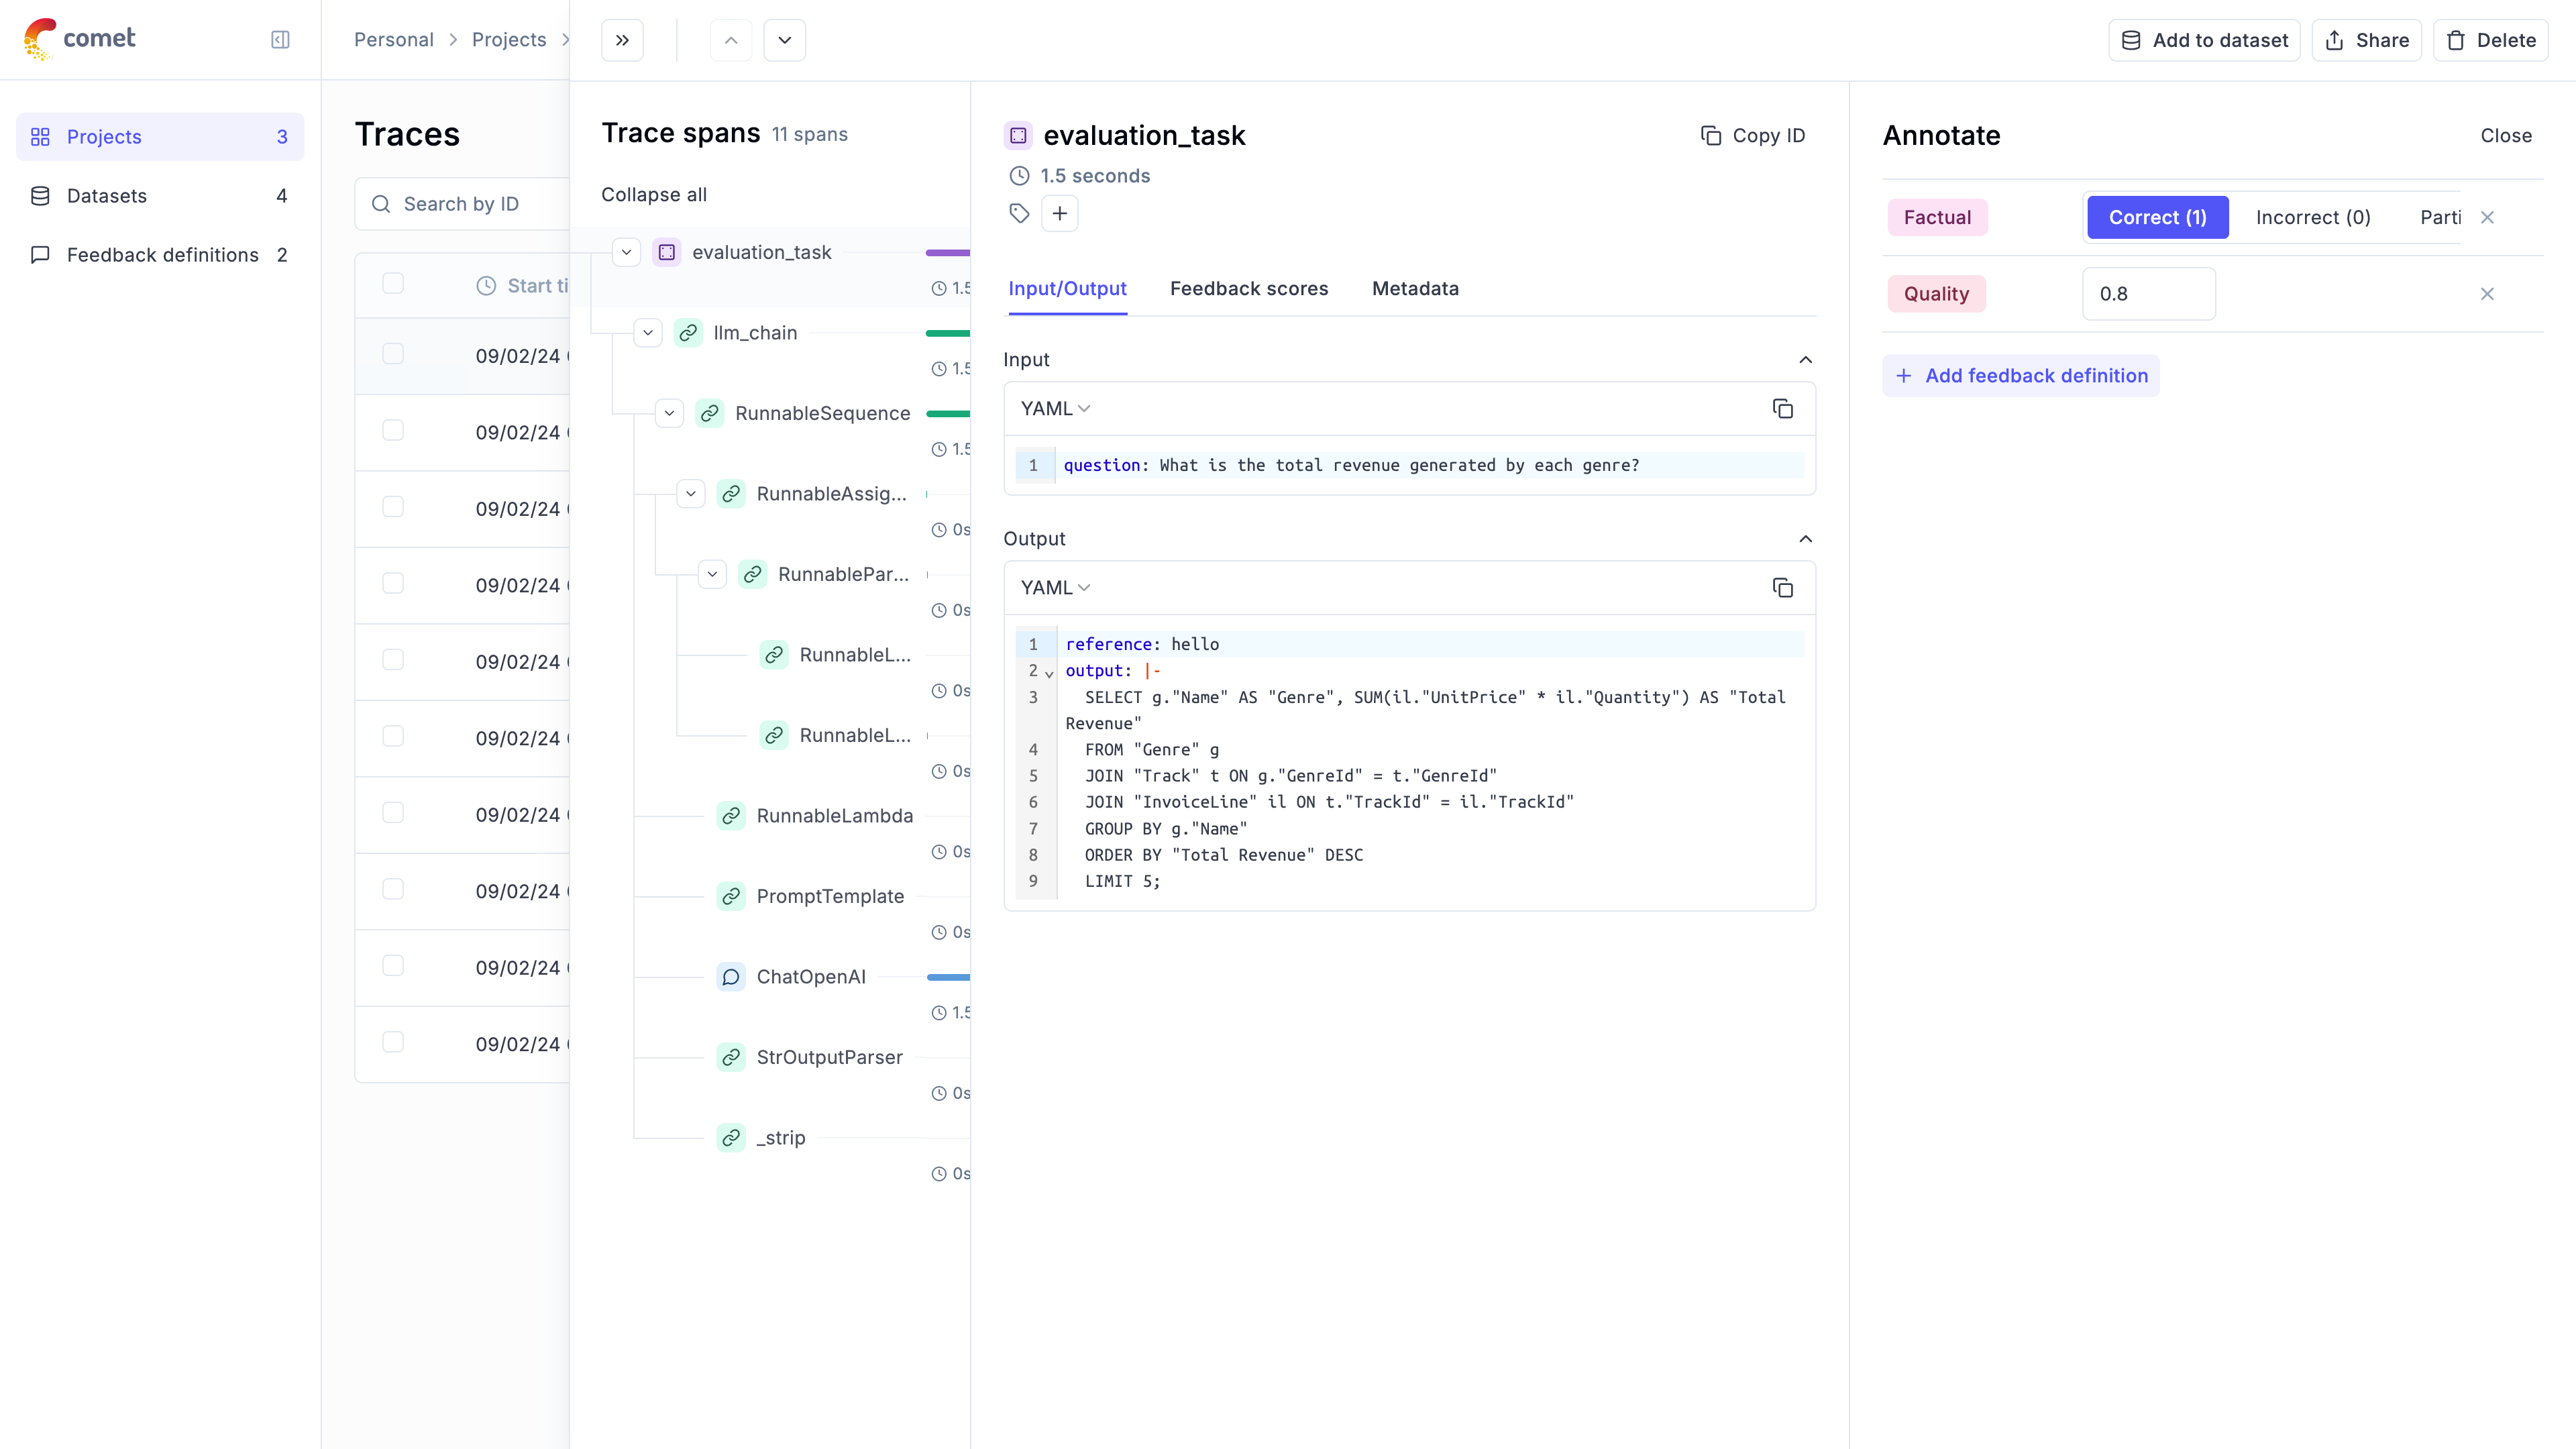 comet
Projects 3
Datasets 4
Feedback definitions 2
Personal > Projects >
Traces
Search by ID
Start ti
09/02/24
09/02/24
09/02/24
09/02/24
09/02/24
09/02/24
09/02/24
09/02/24
09/02/24
09/02/24
Add to dataset
Share
Delete
Trace spans 11 spans
Collapse all
evaluation_task
1.5
llm_chain
1.5
RunnableSequence
1.5
RunnableAssig...
0s
RunnablePar...
0s
RunnableL...
0s
RunnableL...
0s
RunnableLambda
0s
PromptTemplate
0s
ChatOpenAI
1.5
StrOutputParser
0s
_strip
0s
evaluation_task
Copy ID
1.5 seconds
Input/Output Feedback scores Metadata
Input
YAML
1 question: What is the total revenue generated by each genre?
Output
YAML
1 reference: hello
2 output: |-
3 SELECT g."Name" AS "Genre", SUM(il."UnitPrice" * il."Quantity") AS "Total
Revenue"
4 FROM "Genre" g
5 JOIN "Track" t ON g."GenreId" = t."GenreId"
6 JOIN "InvoiceLine" il ON t."TrackId" = il."TrackId"
7 GROUP BY g."Name"
8 ORDER BY "Total Revenue" DESC
9 LIMIT 5;
Annotate
Close
Factual Correct (1) Incorrect (0) Parti
Quality 0.8
+ Add feedback definition